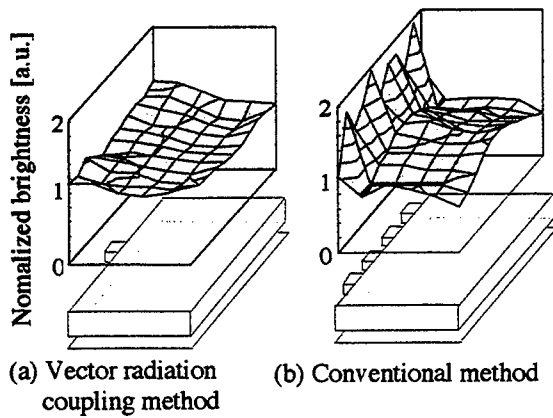 Nomalized brightness [a.u.]
2
1
0
2
1
0
(a) Vector radiation
coupling method
(b) Conventional method